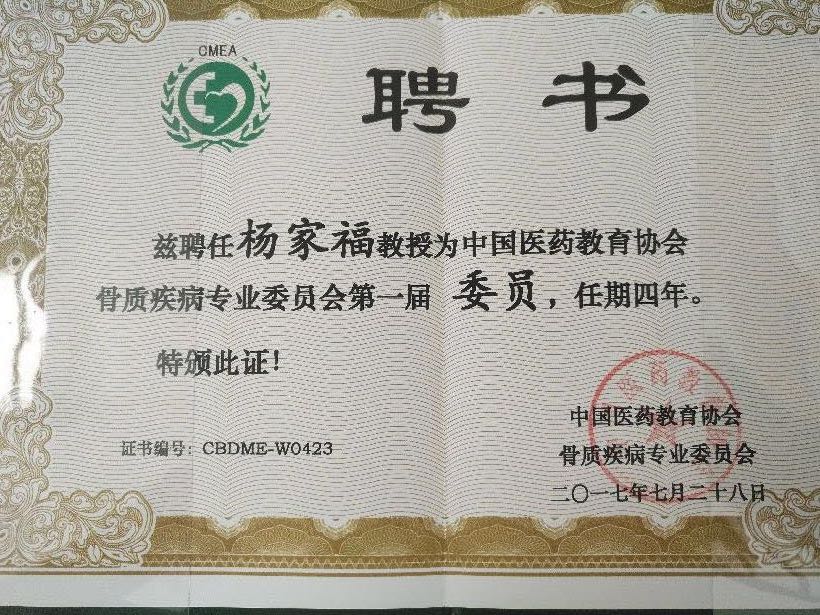 CMEA
聘书
兹聘任杨家福教授为中国医药教育协会
骨质疾病专业委员会第一届 委员，任期四年。
特颁此证！
中国医药教育协会
证书编号：CBDME-W0423
骨质疾病专业委员会
二〇一七年七月二十八日